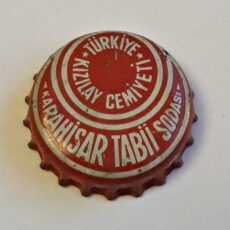 ★ TÜRKİYE ★
KIZILAY CEMİYETİ
★ KARAHİSAR TABİİ SODASI ★